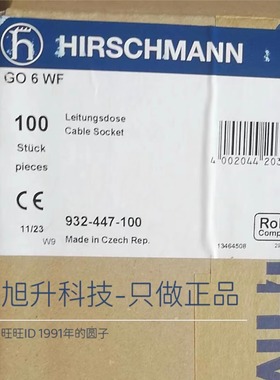 h HIRSCHMANN
GO 6 WF
100
Stück
pieces
Leitungsdose
Cable Socket
4 002044 203
CE
932-447-100
11/23
W9
Made in Czech Rep.
13464508
旭升科技-只做正品
旺旺ID 1991年的圆子